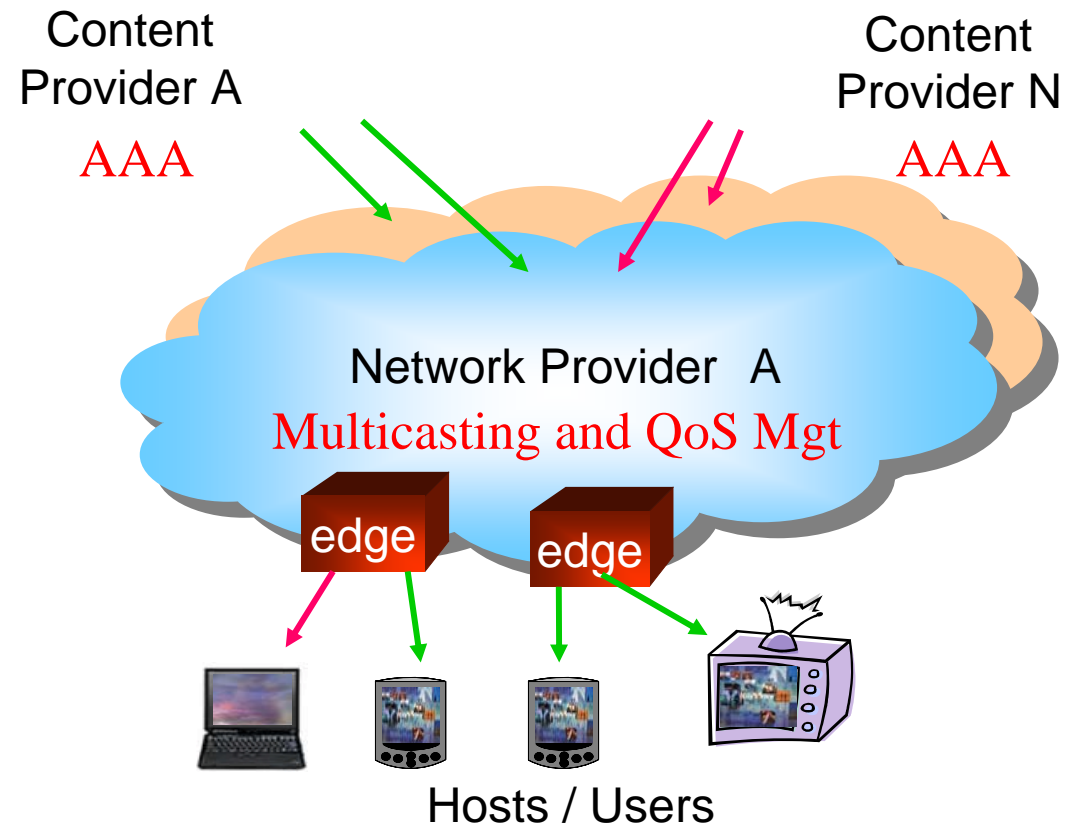 Content
Provider A
AAA
Content
Provider N
AAA
Network Provider A
Multicasting and QoS Mgt
edge
edge
Hosts / Users